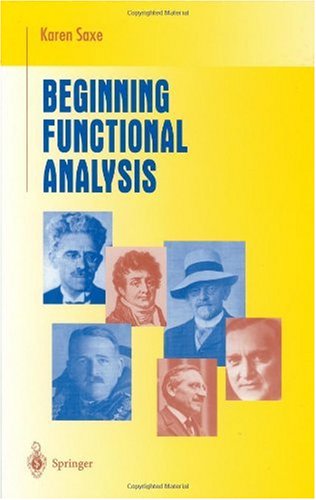 Karen Saxe
BEGINNING
FUNCTIONAL
ANALYSIS
Springer